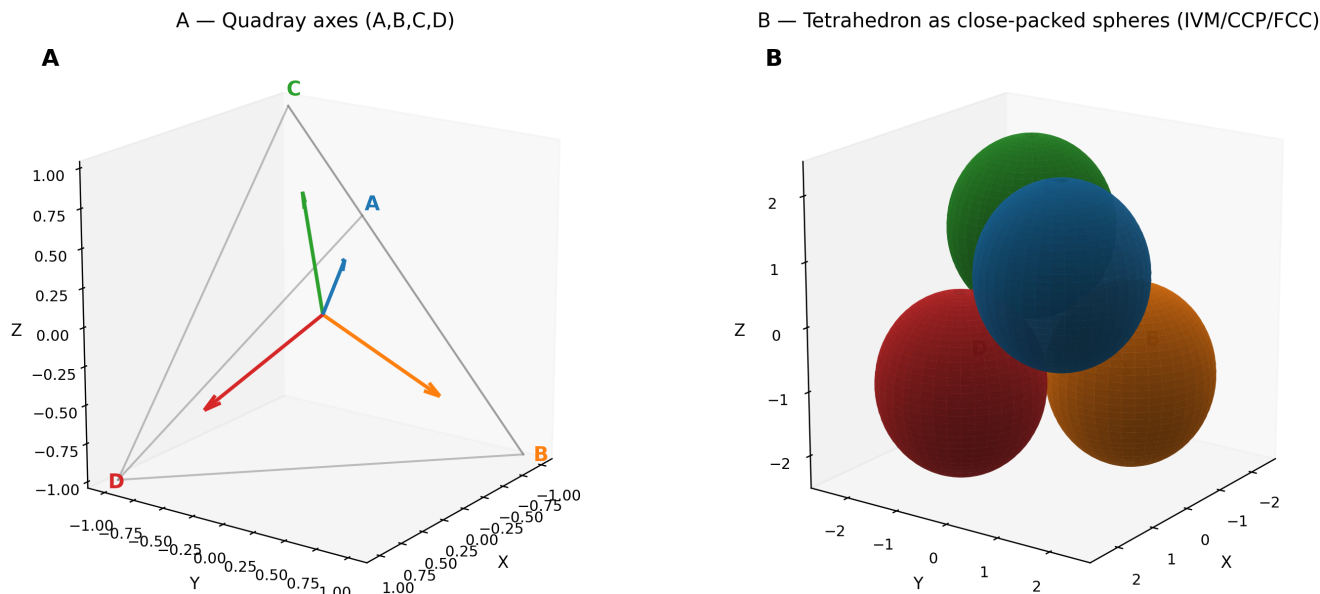 A — Quadray axes (A,B,C,D)
A
C
A
B
D
1.00
0.75
0.50
0.25
0.00
−0.25
−0.50
−0.75
−1.00
Z
−1.00
−0.75
−0.50
−0.25
0.00
0.25
0.50
0.75
1.00
Y
−1.00
−0.75
−0.50
−0.25
0.00
0.25
0.50
0.75
1.00
X
B — Tetrahedron as close-packed spheres (IVM/CCP/FCC)
B
D
B
2
1
0
−1
−2
Z
−2
−1
0
1
2
Y
−2
−1
0
1
2
X